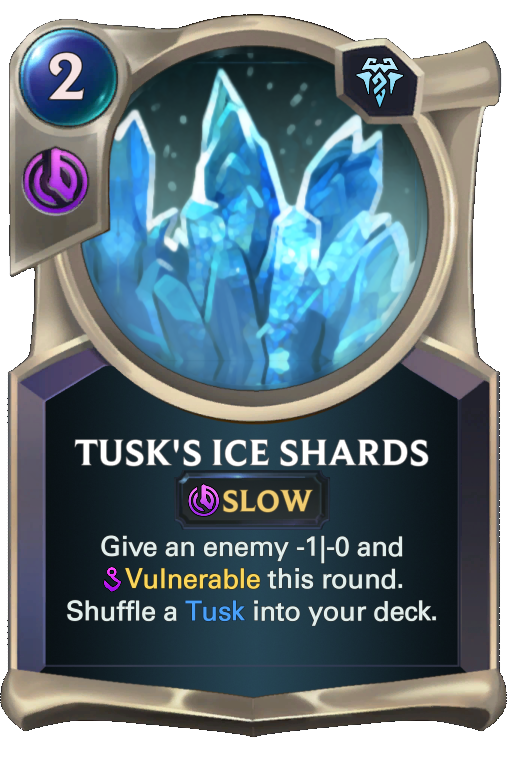 2
TUSK'S ICE SHARDS
SLOW
Give an enemy -1|-0 and
Vulnerable this round.
Shuffle a Tusk into your deck.